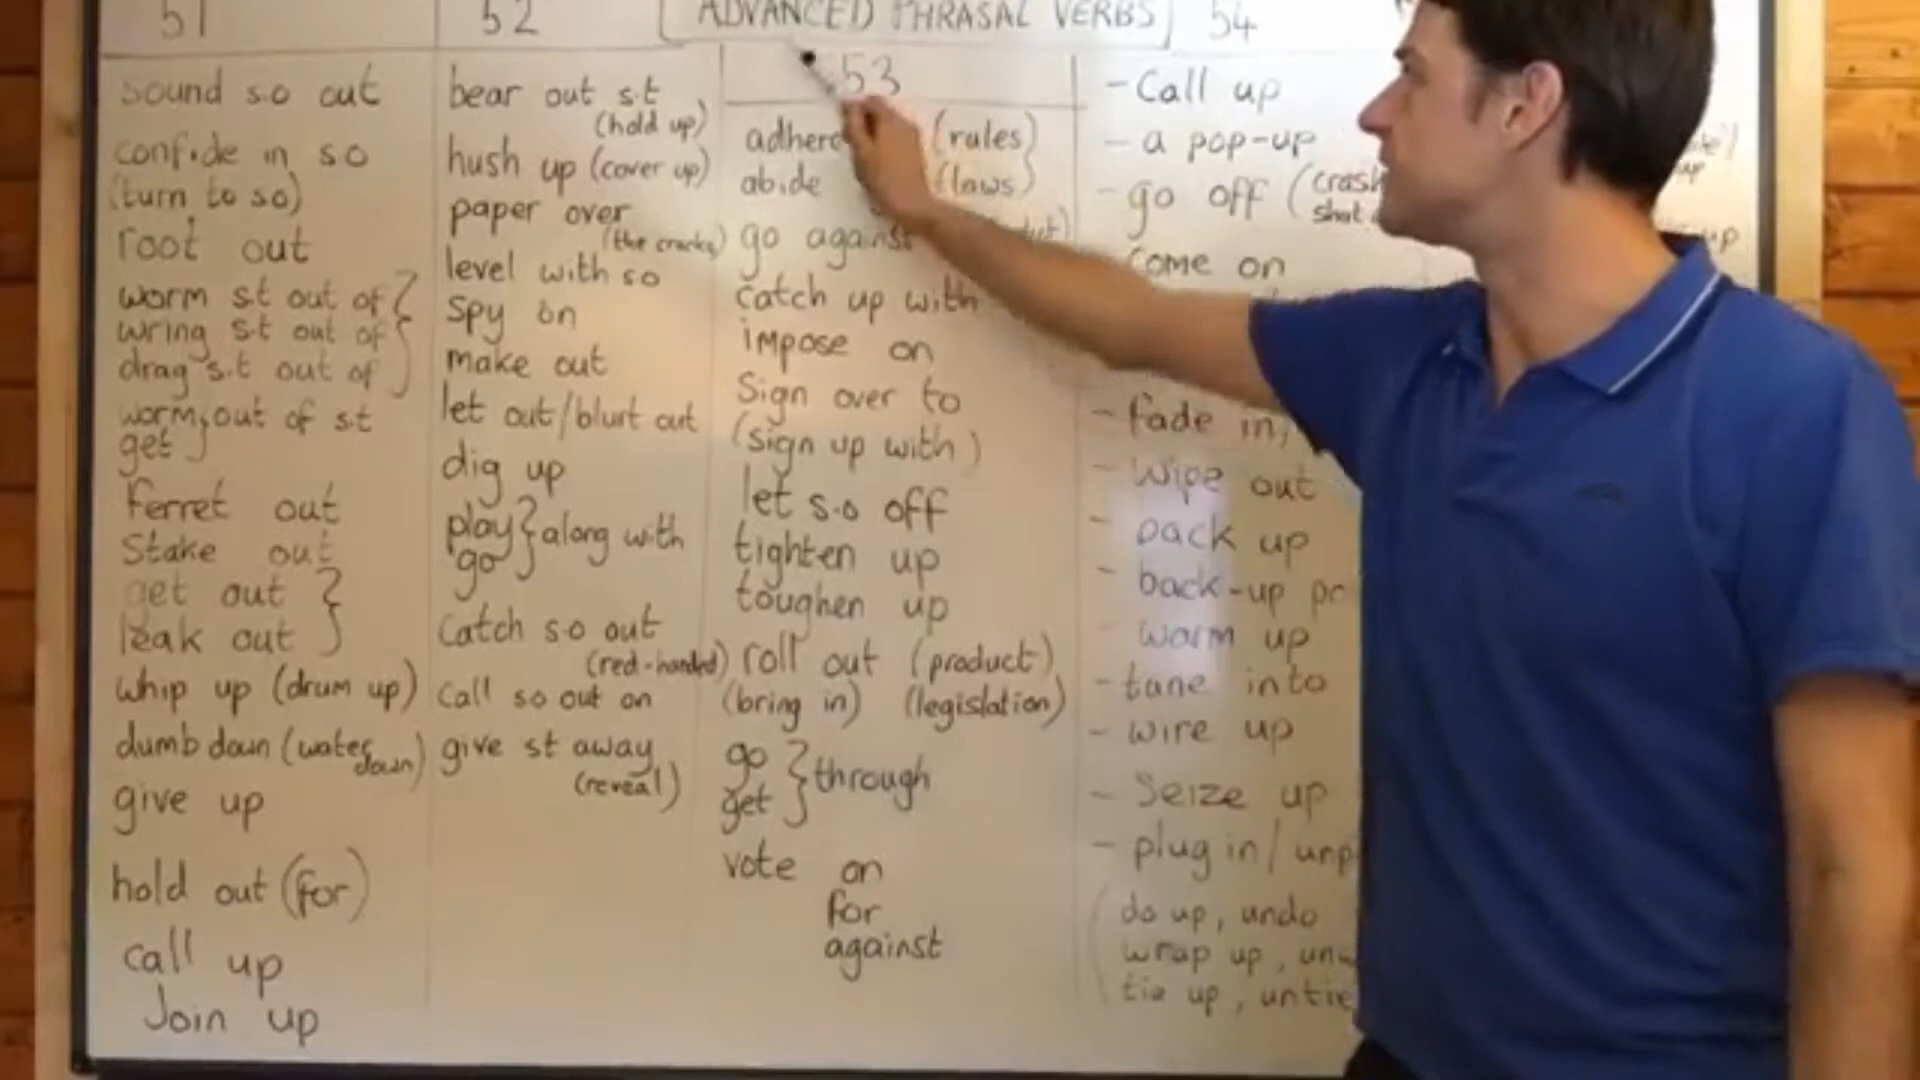 51
52
ADVANCED PHRASAL VERBS
54
sound s.o out
confide in so
(turn to so)
root out
worm s.t out of
wring s.t out of
drag s.t out of
worm, out of s.t
get
ferret out
stake out
get out
leak out
whip up (drum up)
dumb down (water down)
give up
hold out (for)
call up
Join up
bear out s.t
(hold up)
hush up (cover up)
paper over
(the cracks)
level with so
spy on
make out
let out/blurt out
dig up
play
go
along with
catch s.o out
(red-handed)
call so out on
give st away
(reveal)
53
adhere (rules)
abide (laws)
go against
catch up with
impose on
sign over to
(sign up with)
let s.o off
tighten up
toughen up
roll out (product)
(bring in) (legislation)
go
get
through
vote on
for
against
- Call up
- a pop-up
- go off (crash
shut
come on
- fade in,
- wipe out
- back up
- back-up
- warm up
- tune into
- wire up
- Seize up
- plug in/
do up, undo
wrap up,
tie up, untie